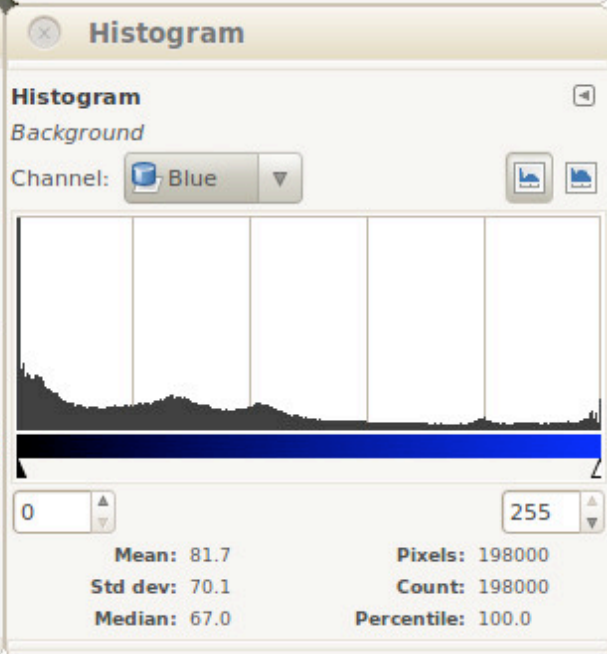 Histogram
Histogram
Background
Channel: Blue
0 255
Mean: 81.7 Pixels: 198000
Std dev: 70.1 Count: 198000
Median: 67.0 Percentile: 100.0